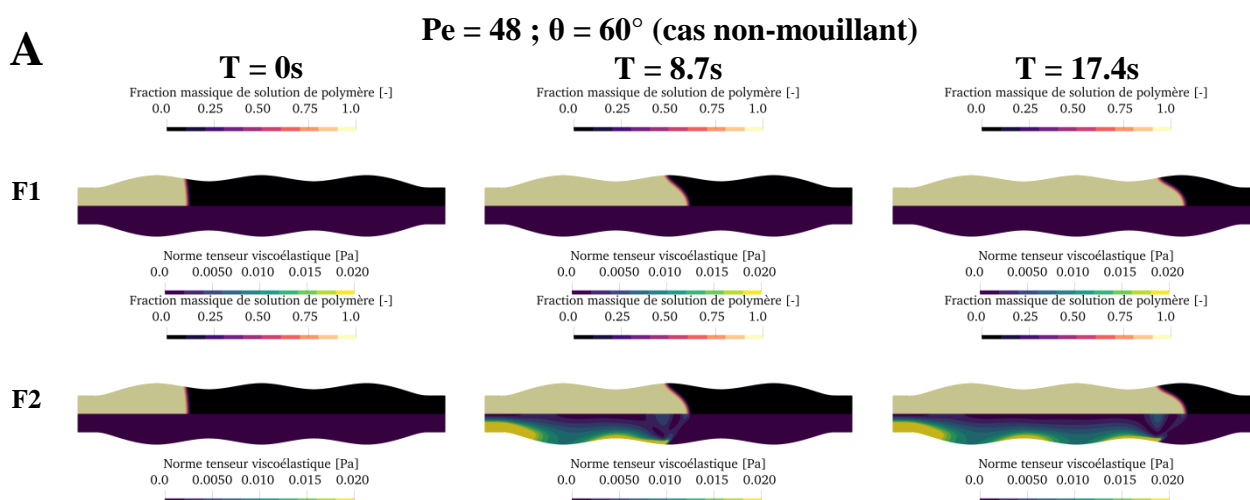 A
Pe = 48 ; θ = 60° (cas non-mouillant)
T = 0s
T = 8.7s
T = 17.4s
Fraction massique de solution de polymère [-]
0.0 0.25 0.50 0.75 1.0
Fraction massique de solution de polymère [-]
0.0 0.25 0.50 0.75 1.0
Fraction massique de solution de polymère [-]
0.0 0.25 0.50 0.75 1.0
F1
Norme tenseur viscoélastique [Pa]
0.0 0.0050 0.010 0.015 0.020
Norme tenseur viscoélastique [Pa]
0.0 0.0050 0.010 0.015 0.020
Norme tenseur viscoélastique [Pa]
0.0 0.0050 0.010 0.015 0.020
Fraction massique de solution de polymère [-]
0.0 0.25 0.50 0.75 1.0
Fraction massique de solution de polymère [-]
0.0 0.25 0.50 0.75 1.0
Fraction massique de solution de polymère [-]
0.0 0.25 0.50 0.75 1.0
F2
Norme tenseur viscoélastique [Pa]
0.0 0.0050 0.010 0.015 0.020
Norme tenseur viscoélastique [Pa]
0.0 0.0050 0.010 0.015 0.020
Norme tenseur viscoélastique [Pa]
0.0 0.0050 0.010 0.015 0.020